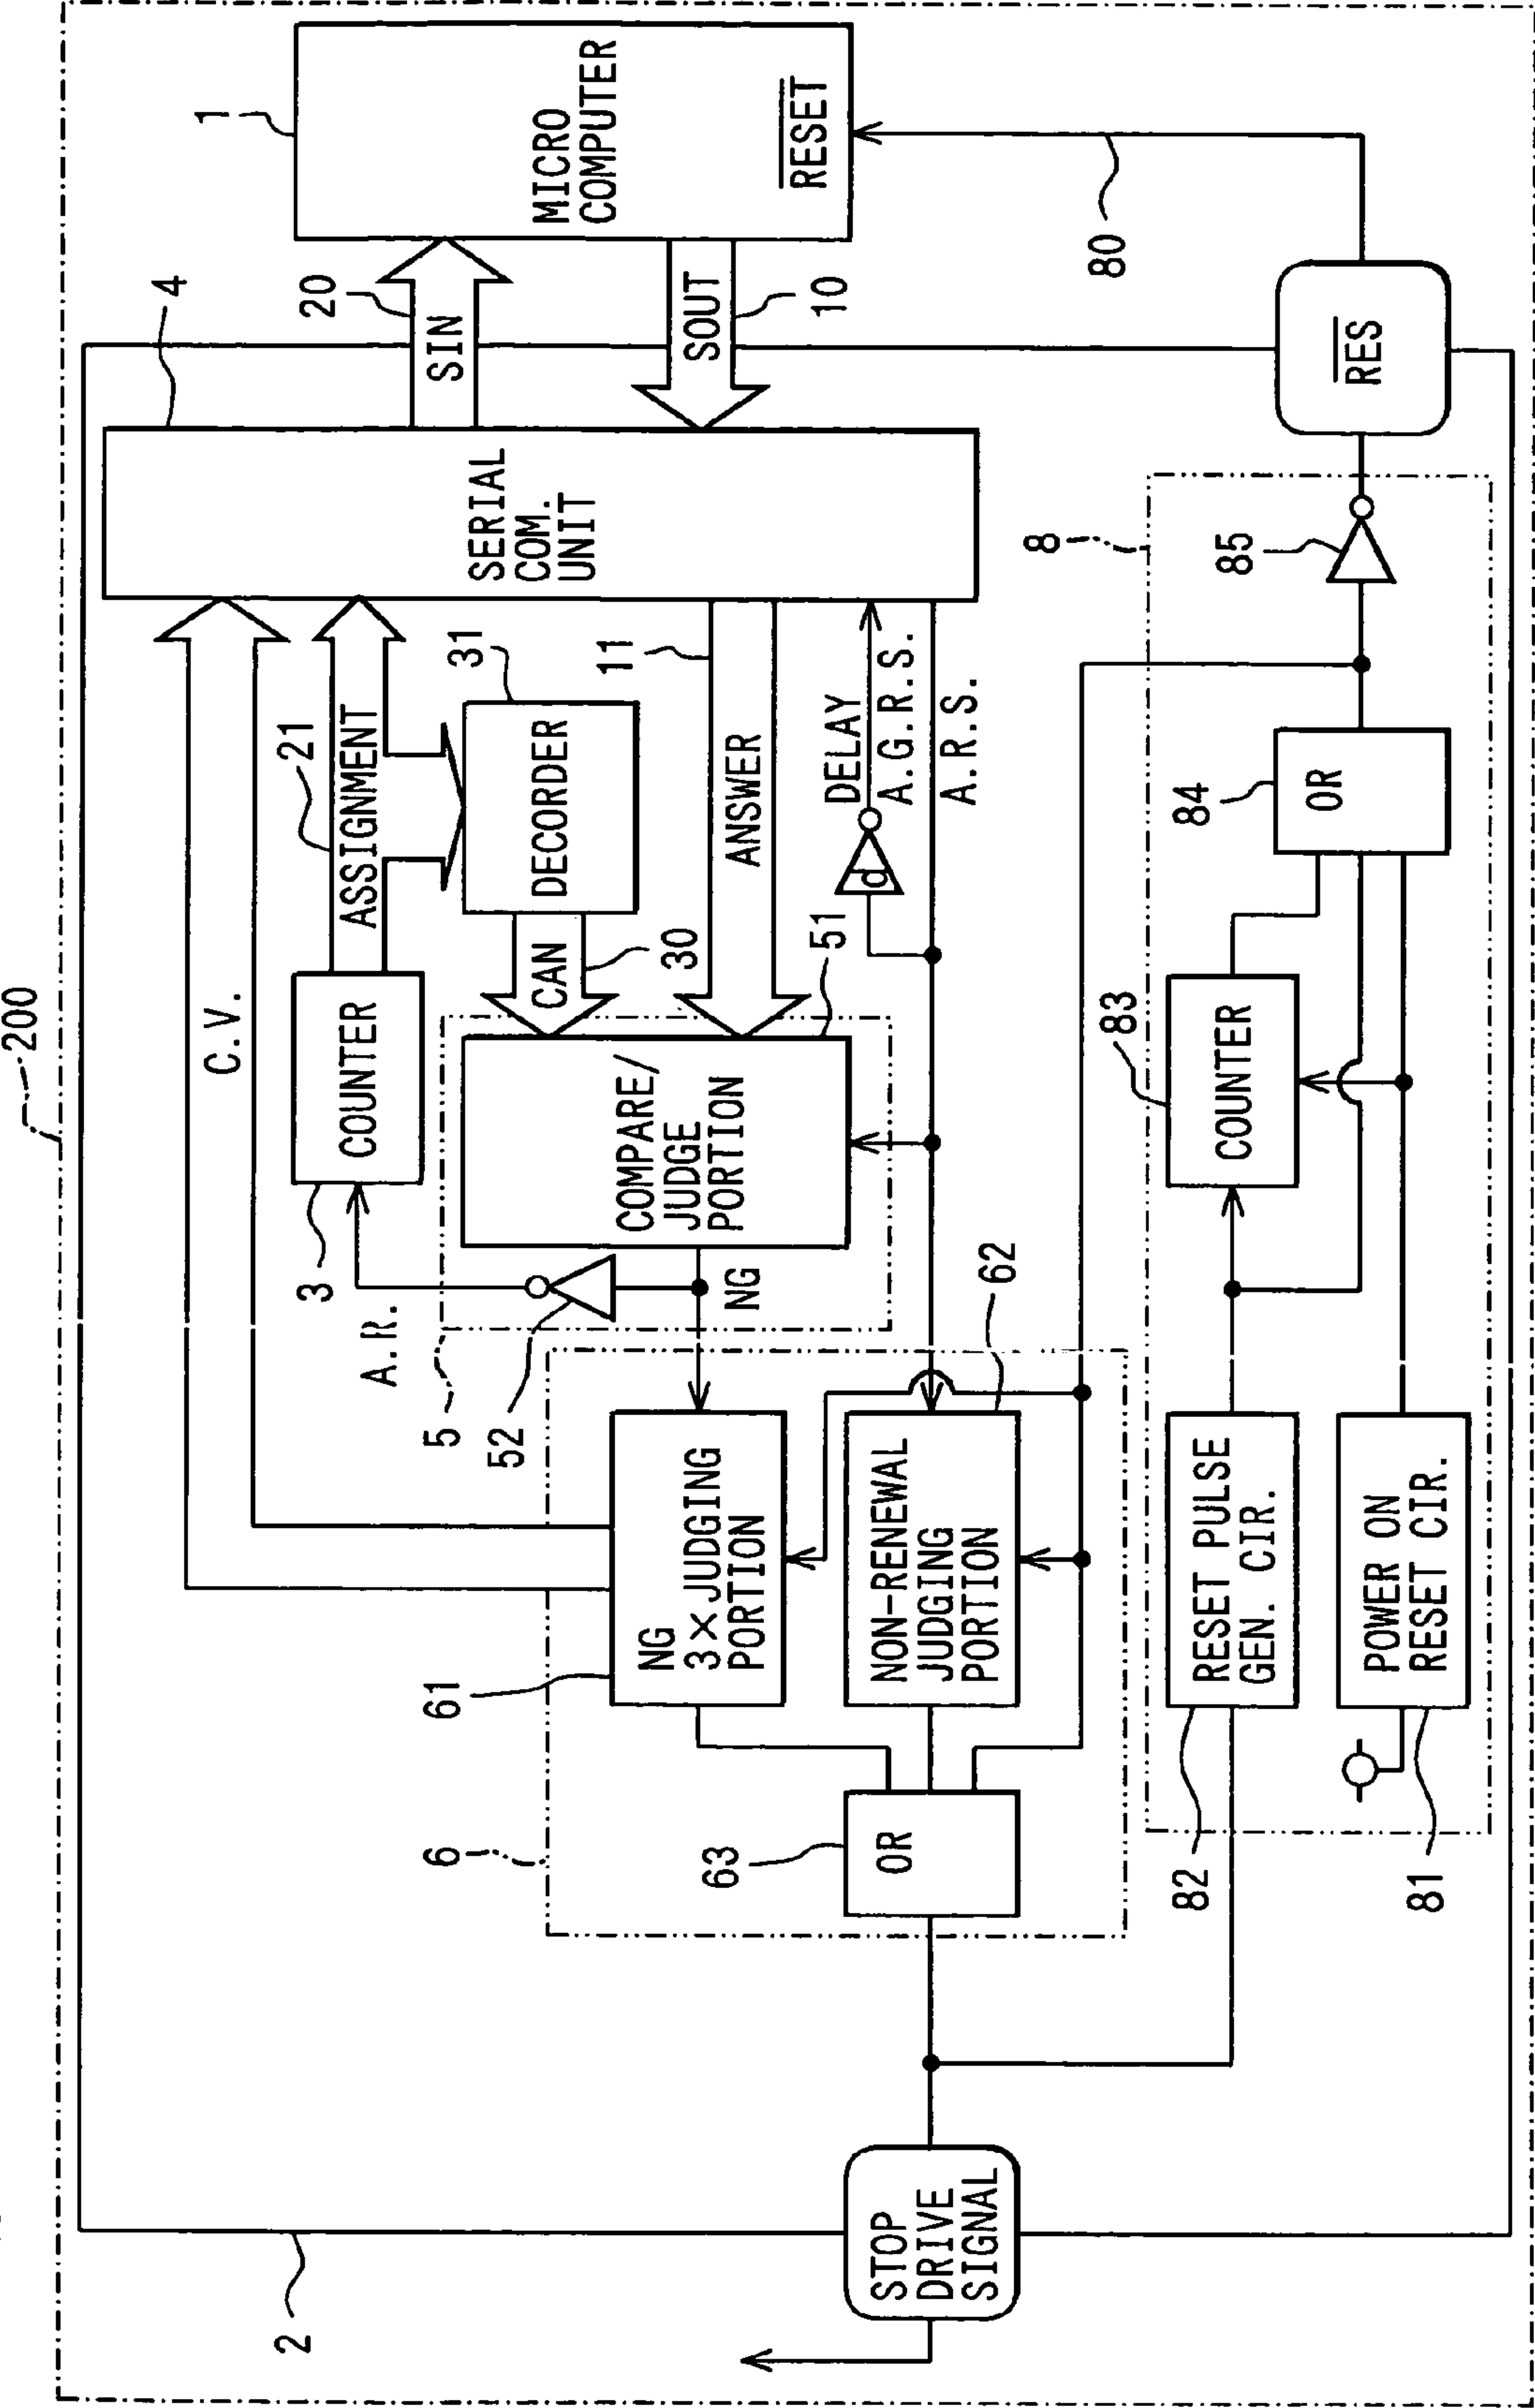 200
2
C.V.
4
1
MICRO
COMPUTER
RESET
20
SIN
SOUT
10
80
SERIAL
COM.
UNIT
3
COUNTER
21
ASSIGNMENT
31
DECORDER
CAN
30
11
ANSWER
DELAY
A.G.R.S.
A.R.S.
d
A.R.
5
52
NG
COMPARE/
JUDGE
PORTION
51
6
61
NG
3×JUDGING
PORTION
62
NON-RENEWAL
JUDGING
PORTION
63
OR
STOP
DRIVE
SIGNAL
8
82
RESET PULSE
GEN. CIR.
81
POWER ON
RESET CIR.
83
COUNTER
84
OR
85
RES